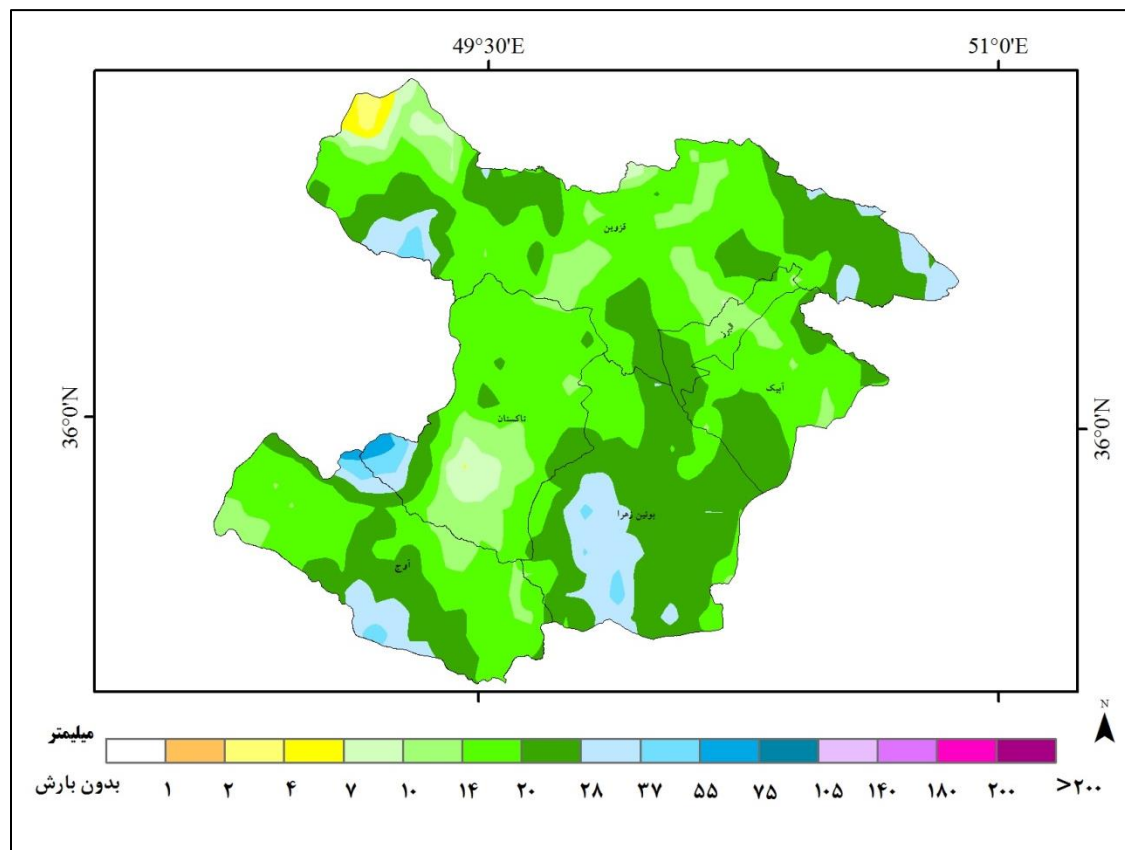 49°30'E 51°0'E
قزوین
البرز
36°0'N آبیک 36°0'N
تاکستان
بوئین زهرا
آوج
N
میلیمتر
بدون بارش ۱ ۲ ۴ ۷ ۱۰ ۱۴ ۲۰ ۲۸ ۳۷ ۵۵ ۷۵ ۱۰۵ ۱۴۰ ۱۸۰ ۲۰۰ >۲۰۰